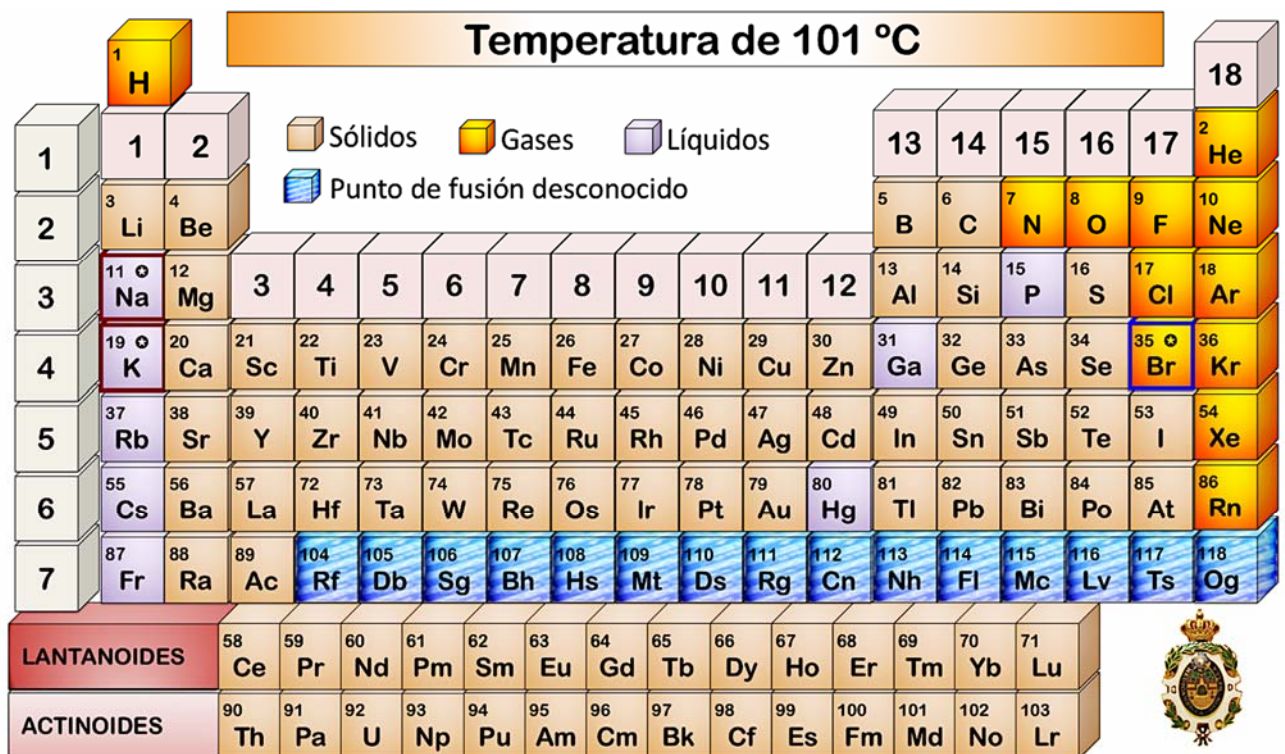 Temperatura de 101 ºC
1 H
18
Sólidos Gases Líquidos
Punto de fusión desconocido
1 1 2 13 14 15 16 17 2 He
2 3 Li 4 Be 5 B 6 C 7 N 8 O 9 F 10 Ne
3 11 ✪ Na 12 Mg 3 4 5 6 7 8 9 10 11 12 13 Al 14 Si 15 P 16 S 17 Cl 18 Ar
4 19 ✪ K 20 Ca 21 Sc 22 Ti 23 V 24 Cr 25 Mn 26 Fe 27 Co 28 Ni 29 Cu 30 Zn 31 Ga 32 Ge 33 As 34 Se 35 ✪ Br 36 Kr
5 37 Rb 38 Sr 39 Y 40 Zr 41 Nb 42 Mo 43 Tc 44 Ru 45 Rh 46 Pd 47 Ag 48 Cd 49 In 50 Sn 51 Sb 52 Te 53 I 54 Xe
6 55 Cs 56 Ba 57 La 72 Hf 73 Ta 74 W 75 Re 76 Os 77 Ir 78 Pt 79 Au 80 Hg 81 Tl 82 Pb 83 Bi 84 Po 85 At 86 Rn
7 87 Fr 88 Ra 89 Ac 104 Rf 105 Db 106 Sg 107 Bh 108 Hs 109 Mt 110 Ds 111 Rg 112 Cn 113 Nh 114 Fl 115 Mc 116 Lv 117 Ts 118 Og
LANTANOIDES 58 Ce 59 Pr 60 Nd 61 Pm 62 Sm 63 Eu 64 Gd 65 Tb 66 Dy 67 Ho 68 Er 69 Tm 70 Yb 71 Lu
ACTINOIDES 90 Th 91 Pa 92 U 93 Np 94 Pu 95 Am 96 Cm 97 Bk 98 Cf 99 Es 100 Fm 101 Md 102 No 103 Lr